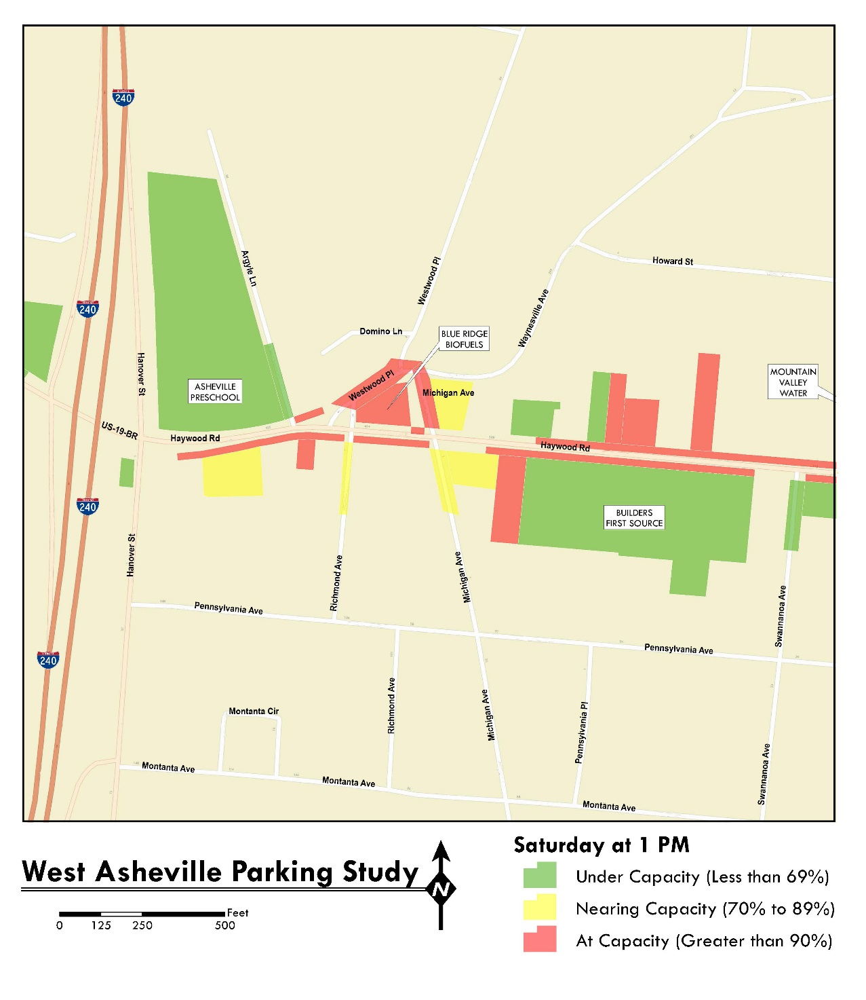 240
240
240
240
Argyle Ln
Westwood Pl
Howard St
Waynesville Ave
Domino Ln
BLUE RIDGE
BIOFUELS
Hanover St
Westwood Pl
ASHEVILLE
PRESCHOOL
Michigan Ave
MOUNTAIN
VALLEY
WATER
US-19-BR
Haywood Rd
Haywood Rd
BUILDERS
FIRST SOURCE
Hanover St
Richmond Ave
Michigan Ave
Pennsylvania Ave
Swannanoa Ave
Pennsylvania Ave
Richmond Ave
Michigan Ave
Pennsylvania Pl
Montanta Cir
Montanta Ave
Montanta Ave
Swannanoa Ave
Montanta Ave
West Asheville Parking Study
N
Feet
0 125 250 500
Saturday at 1 PM
Under Capacity (Less than 69%)
Nearing Capacity (70% to 89%)
At Capacity (Greater than 90%)